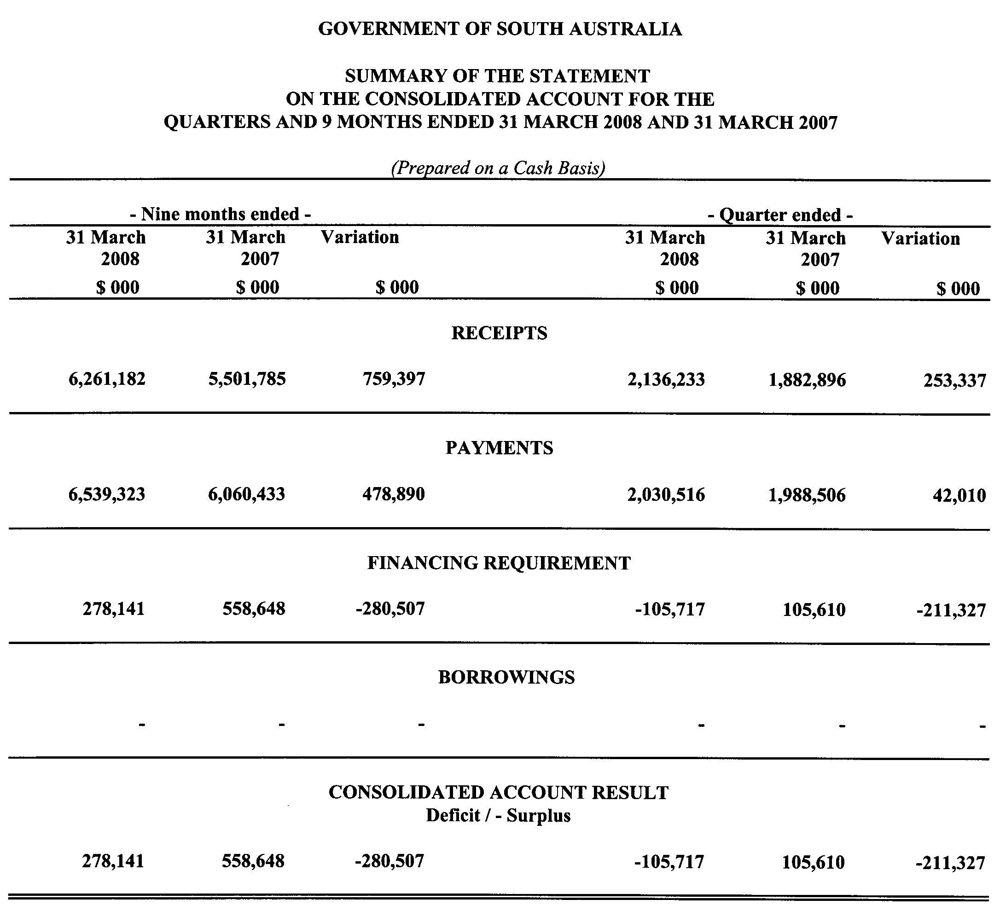 GOVERNMENT OF SOUTH AUSTRALIA
SUMMARY OF THE STATEMENT
ON THE CONSOLIDATED ACCOUNT FOR THE
QUARTERS AND 9 MONTHS ENDED 31 MARCH 2008 AND 31 MARCH 2007
(Prepared on a Cash Basis)
- Nine months ended - - Quarter ended -
31 March 31 March Variation 31 March 31 March Variation
2008 2007 2008 2007
$ 000 $ 000 $ 000 $ 000 $ 000 $ 000
RECEIPTS
6,261,182 5,501,785 759,397 2,136,233 1,882,896 253,337
PAYMENTS
6,539,323 6,060,433 478,890 2,030,516 1,988,506 42,010
FINANCING REQUIREMENT
278,141 558,648 -280,507 -105,717 105,610 -211,327
BORROWINGS
- - - - - -
CONSOLIDATED ACCOUNT RESULT
Deficit / - Surplus
278,141 558,648 -280,507 -105,717 105,610 -211,327